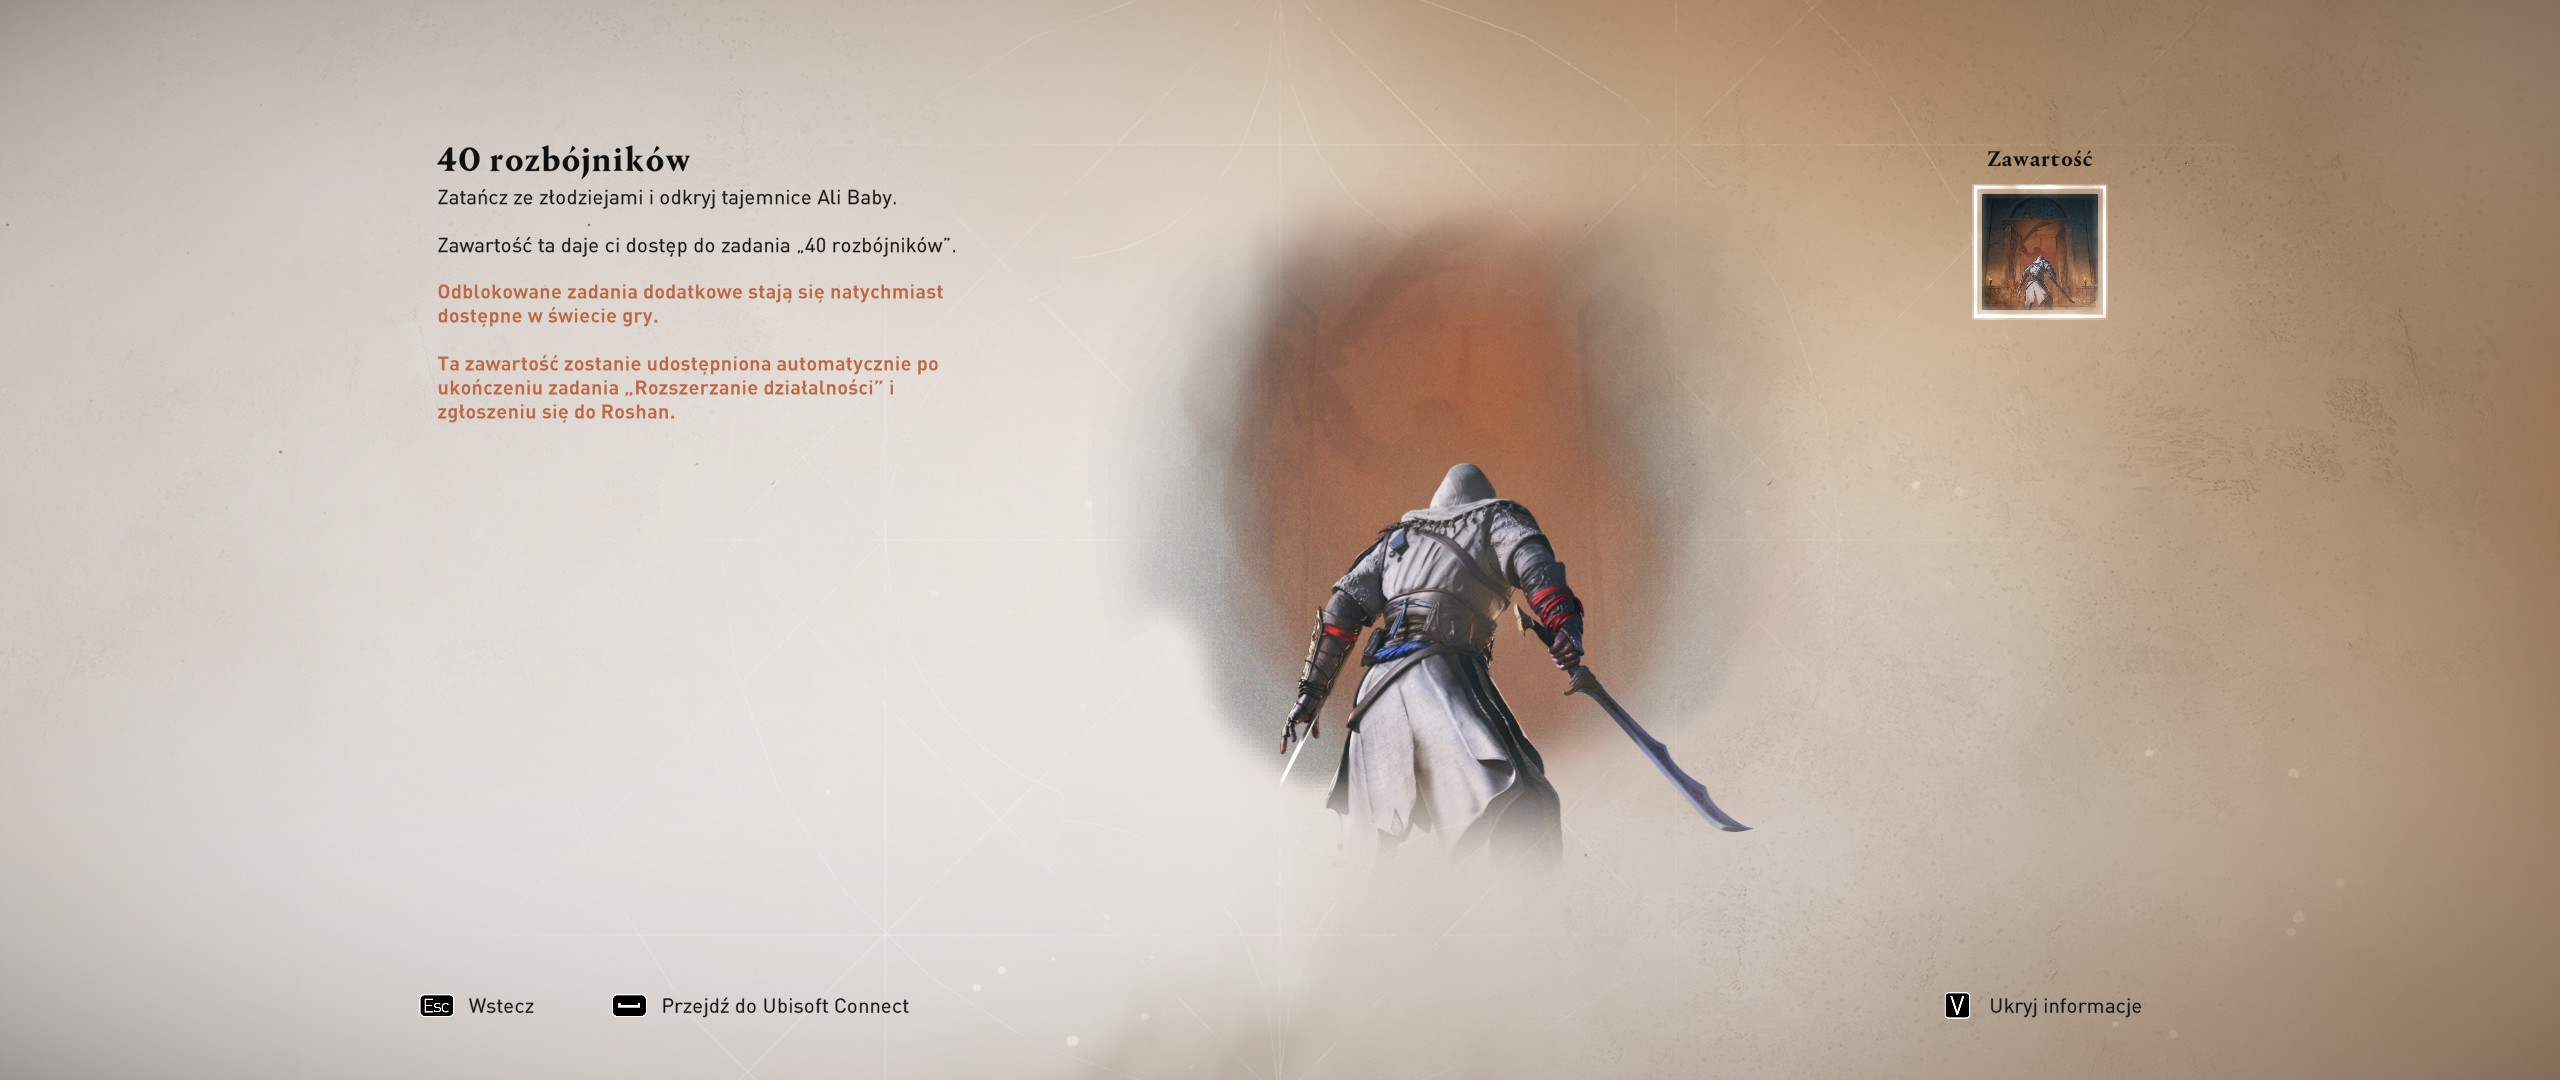 40 rozbójników
Zatańcz ze złodziejami i odkryj tajemnice Ali Baby.
Zawartość ta daje ci dostęp do zadania „40 rozbójników”.
Odblokowane zadania dodatkowe stają się natychmiast
dostępne w świecie gry.
Ta zawartość zostanie udostępniona automatycznie po
ukończeniu zadania „Rozszerzanie działalności” i
zgłoszeniu się do Roshan.
Zawartość
Esc Wstecz
Przejdź do Ubisoft Connect
V Ukryj informacje